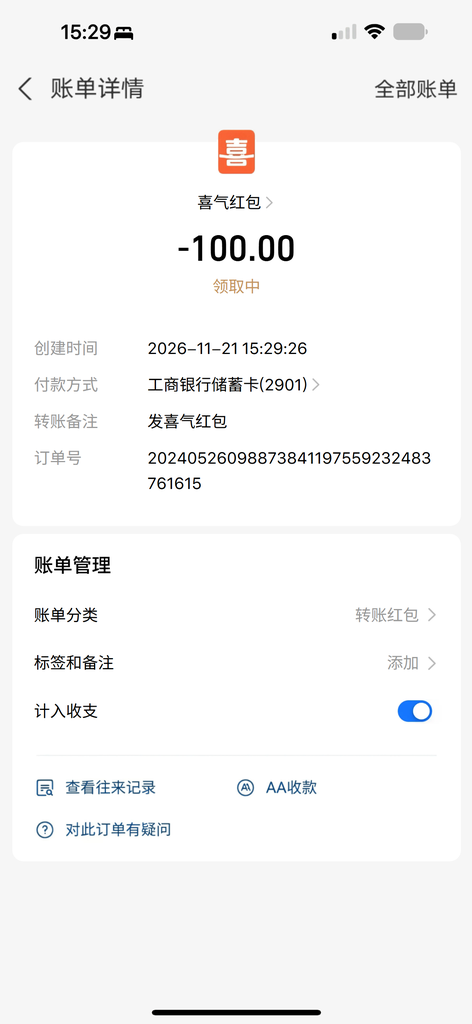 15:29
账单详情 全部账单
喜
喜气红包
-100.00
领取中
创建时间 2026-11-21 15:29:26
付款方式 工商银行储蓄卡(2901)
转账备注 发喜气红包
订单号 20240526098873841197559232483
761615
账单管理
账单分类 转账红包
标签和备注 添加
计入收支
查看往来记录 AA收款
对此订单有疑问